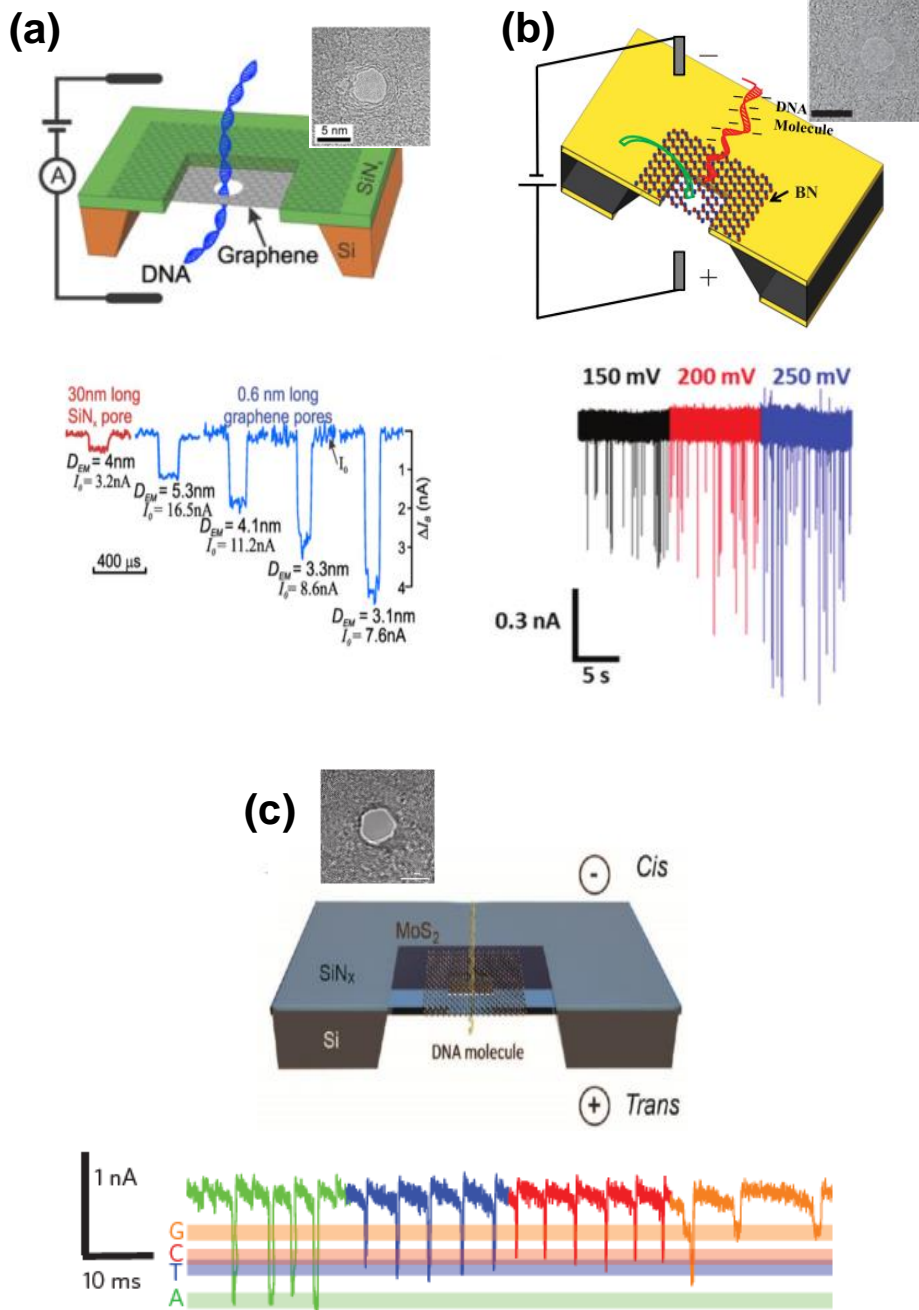 (a)
5 nm
A
SiNx
Si
Graphene
DNA
30nm long
SiNx pore
0.6 nm long
graphene pores
DEM = 4nm
I0 = 3.2nA
DEM = 5.3nm
I0 = 16.5nA
DEM = 4.1nm
I0 = 11.2nA
DEM = 3.3nm
I0 = 8.6nA
DEM = 3.1nm
I0 = 7.6nA
I0
1
2
3
4
ΔIB (nA)
400 μs
(b)
−
DNA
Molecule
BN
+
150 mV
200 mV
250 mV
0.3 nA
5 s
(c)
- Cis
MoS2
SiNx
Si
DNA molecule
+ Trans
1 nA
10 ms
G
C
T
A